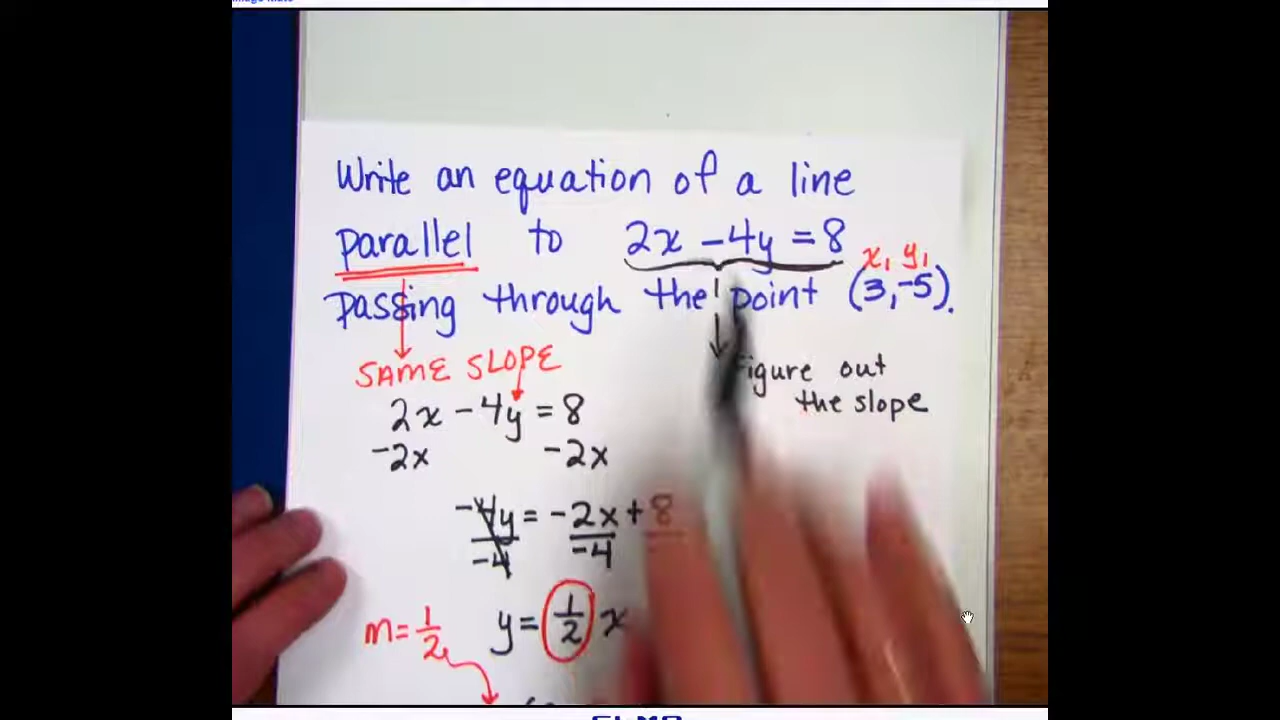 Write an equation of a line
parallel to 2x - 4y = 8
x₁ y₁
passing through the point (3, -5).
SAME SLOPE
Figure out
the slope
2x - 4y = 8
-2x -2x
-4y = -2x + 8
-4 -4
m = 1/2 y = 1/2 x